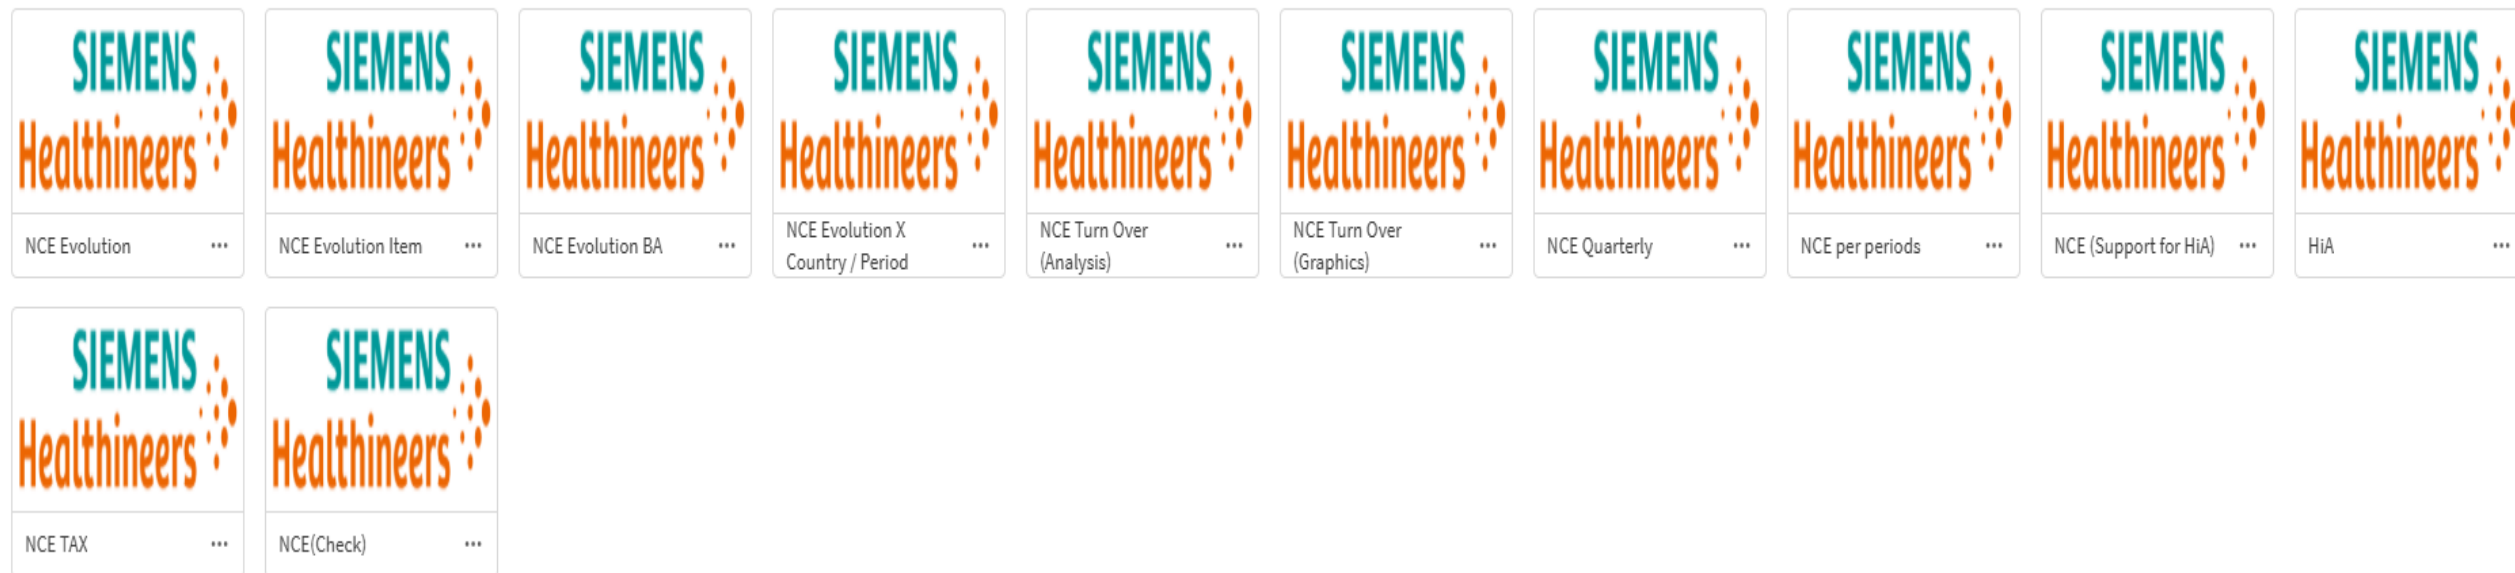 SIEMENS
Healthineers
NCE Evolution
SIEMENS
Healthineers
NCE Evolution Item
SIEMENS
Healthineers
NCE Evolution BA
SIEMENS
Healthineers
NCE Evolution X
Country / Period
SIEMENS
Healthineers
NCE Turn Over
(Analysis)
SIEMENS
Healthineers
NCE Turn Over
(Graphics)
SIEMENS
Healthineers
NCE Quarterly
SIEMENS
Healthineers
NCE per periods
SIEMENS
Healthineers
NCE (Support for HiA)
SIEMENS
Healthineers
HiA
SIEMENS
Healthineers
NCE TAX
SIEMENS
Healthineers
NCE(Check)